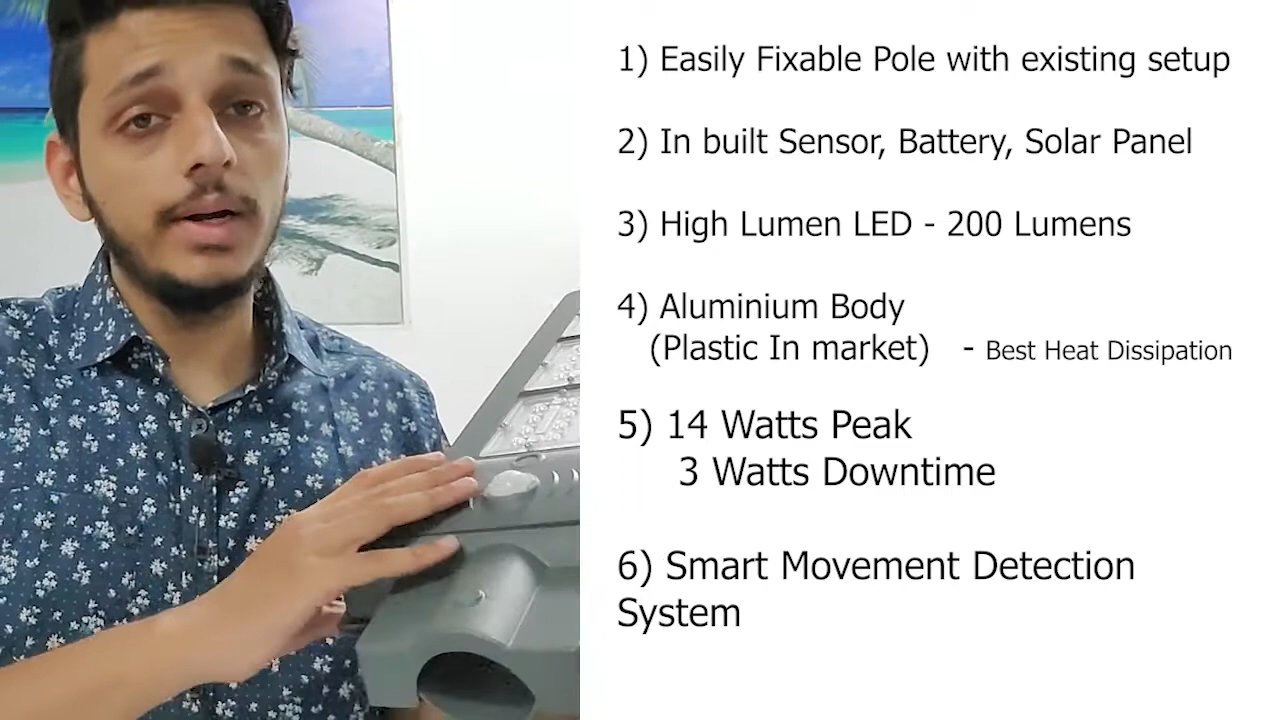 1) Easily Fixable Pole with existing setup
2) In built Sensor, Battery, Solar Panel
3) High Lumen LED - 200 Lumens
4) Aluminium Body
(Plastic In market) - Best Heat Dissipation
5) 14 Watts Peak
3 Watts Downtime
6) Smart Movement Detection
System